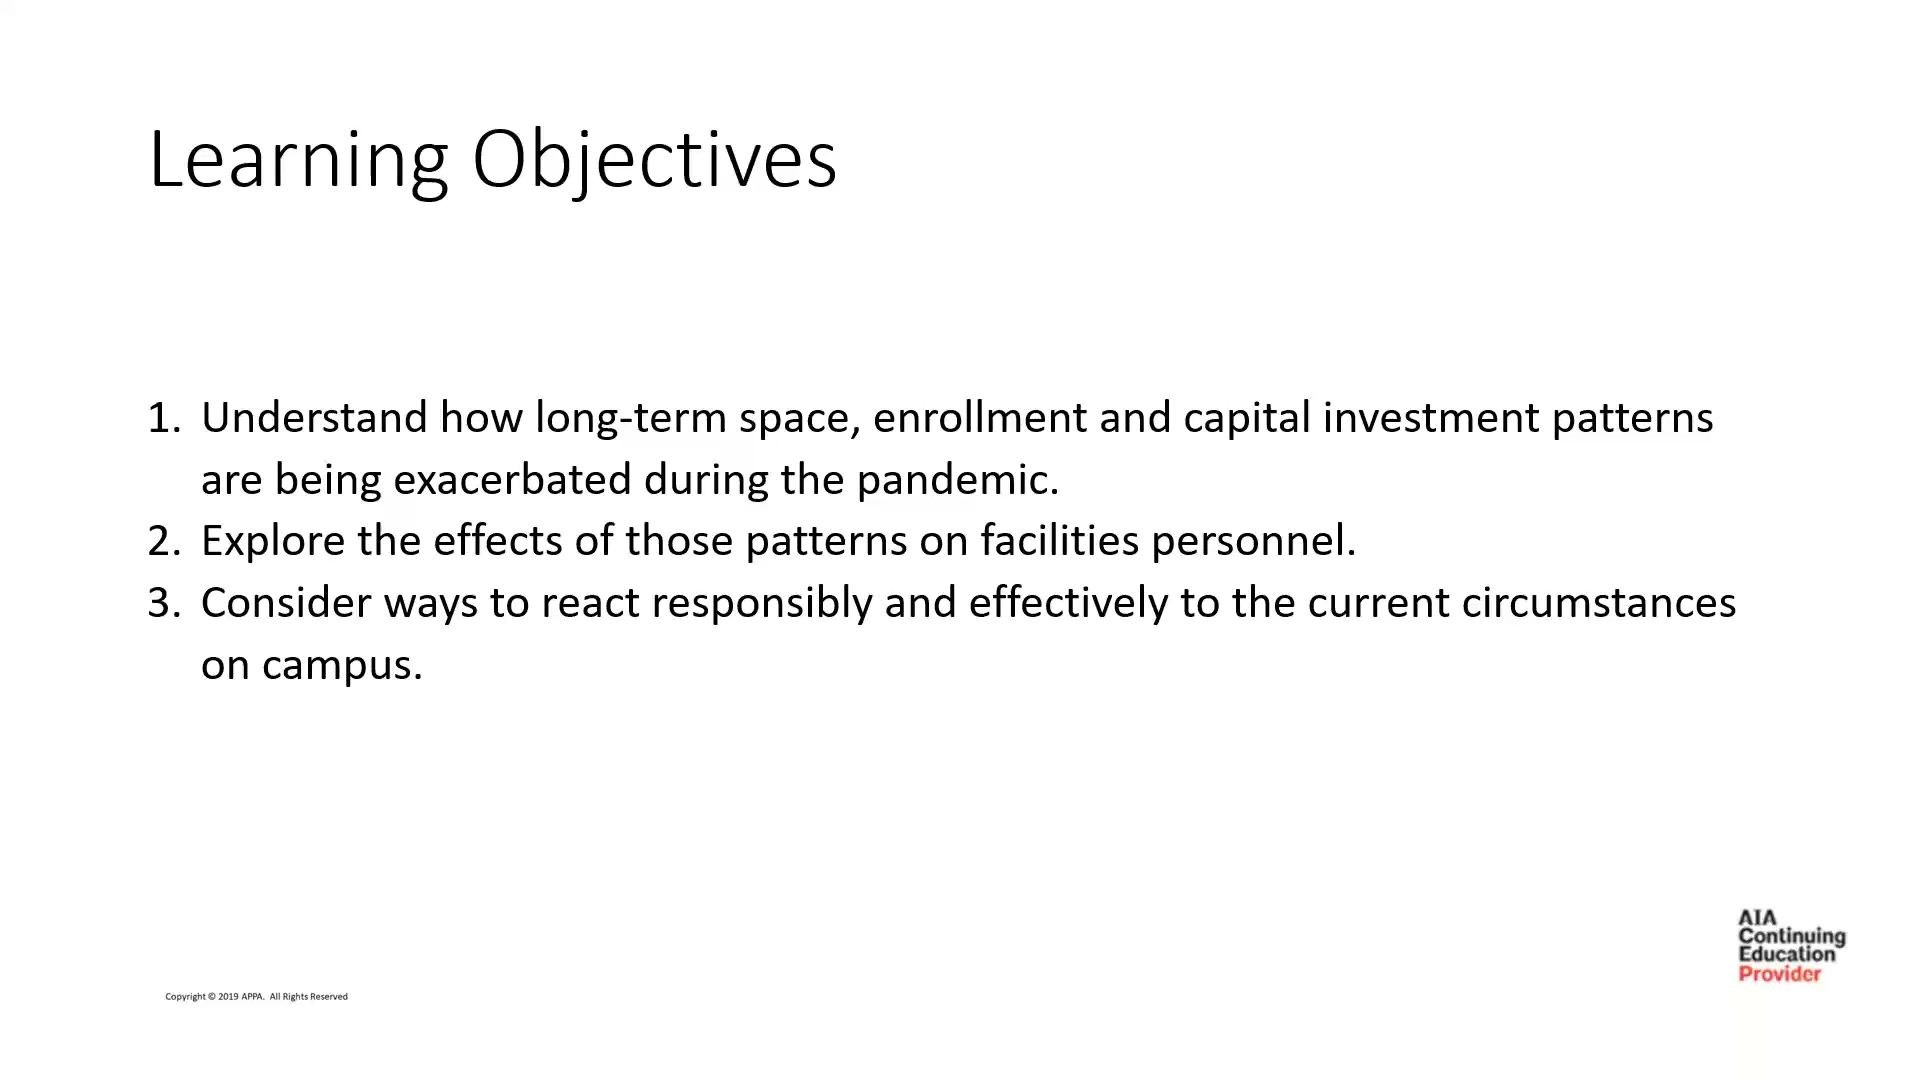 Learning Objectives
1. Understand how long-term space, enrollment and capital investment patterns
are being exacerbated during the pandemic.
2. Explore the effects of those patterns on facilities personnel.
3. Consider ways to react responsibly and effectively to the current circumstances
on campus.
AIA
Continuing
Education
Provider
Copyright © 2019 APPA. All Rights Reserved